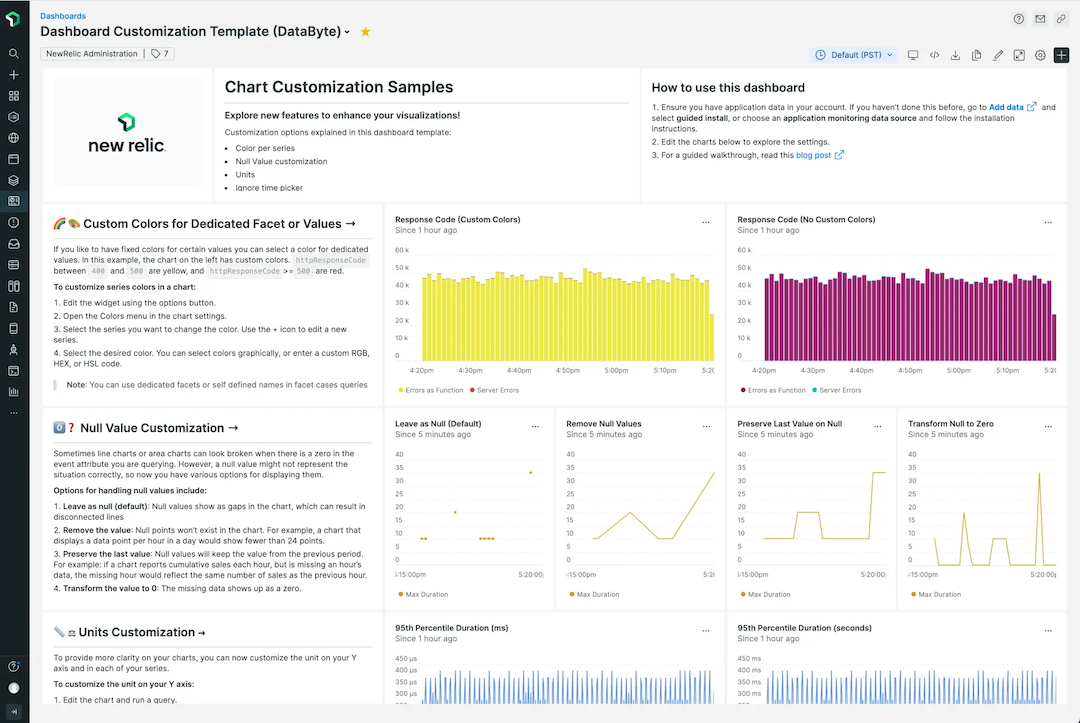 Dashboards
Dashboard Customization Template (DataByte)
NewRelic Administration | 7
Default (PST)
new relic
Chart Customization Samples
Explore new features to enhance your visualizations!
Customization options explained in this dashboard template:
• Color per series
• Null Value customization
• Units
• Ignore time picker
How to use this dashboard
1. Ensure you have application data in your account. If you haven't done this before, go to Add data and
select guided install, or choose an application monitoring data source and follow the installation
instructions.
2. Edit the charts below to explore the settings.
3. For a guided walkthrough, read this blog post
Custom Colors for Dedicated Facet or Values →
If you like to have fixed colors for certain values you can select a color for dedicated
values. In this example, the chart on the left has custom colors. httpResponseCode
between 400 and 500 are yellow, and httpResponseCode >= 500 are red.
To customize series colors in a chart:
1. Edit the widget using the options button.
2. Open the Colors menu in the chart settings.
3. Select the series you want to change the color. Use the + icon to edit a new
series.
4. Select the desired color. You can select colors graphically, or enter a custom RGB,
HEX, or HSL code.
Note: You can use dedicated facets or self defined names in facet cases queries
Response Code (Custom Colors)
Since 1 hour ago
60 k
50 k
40 k
30 k
20 k
10 k
0
4:20pm 4:30pm 4:40pm 4:50pm 5:00pm 5:10pm 5:20
Errors as Function Server Errors
Response Code (No Custom Colors)
Since 1 hour ago
60 k
50 k
40 k
30 k
20 k
10 k
0
4:20pm 4:30pm 4:40pm 4:50pm 5:00pm 5:10pm 5:20
Errors as Function Server Errors
Null Value Customization →
Sometimes line charts or area charts can look broken when there is a zero in the
event attribute you are querying. However, a null value might not represent the
situation correctly, so now you have various options for displaying them.
Options for handling null values include:
1. Leave as null (default): Null values show as gaps in the chart, which can result in
disconnected lines
2. Remove the value: Null points won't exist in the chart. For example, a chart that
displays a data point per hour in a day would show fewer than 24 points.
3. Preserve the last value: Null values will keep the value from the previous period.
For example: if a chart reports cumulative sales each hour, but is missing an hour's
data, the missing hour would reflect the same number of sales as the previous hour.
4. Transform the value to 0: The missing data shows up as a zero.
Leave as Null (Default)
Since 5 minutes ago
40
35
30
25
20
15
10
5
0
5:15:00pm 5:20:00p
Max Duration
Remove Null Values
Since 5 minutes ago
40
35
30
25
20
15
10
5
0
:15:00pm 5:20
Max Duration
Preserve Last Value on Null
Since 5 minutes ago
40
35
30
25
20
15
10
5
0
5:15:00pm 5:20:00p
Max Duration
Transform Null to Zero
Since 5 minutes ago
40
35
30
25
20
15
10
5
0
:15:00pm 5:20:00p
Max Duration
Units Customization →
To provide more clarity on your charts, you can now customize the unit on your Y
axis and in each of your series.
To customize the unit on your Y axis:
1. Edit the chart and run a query.
95th Percentile Duration (ms)
Since 1 hour ago
450 µs
400 µs
350 µs
300 µs
95th Percentile Duration (seconds)
Since 1 hour ago
450 ms
400 ms
350 ms
300 ms